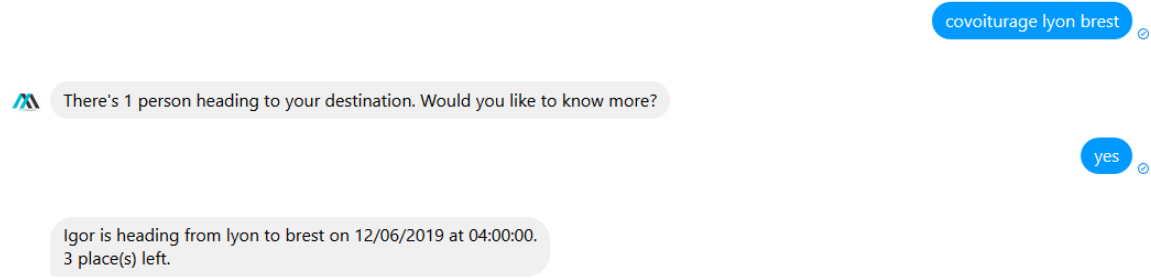 covoiturage lyon brest
There's 1 person heading to your destination. Would you like to know more?
yes
Igor is heading from lyon to brest on 12/06/2019 at 04:00:00.
3 place(s) left.